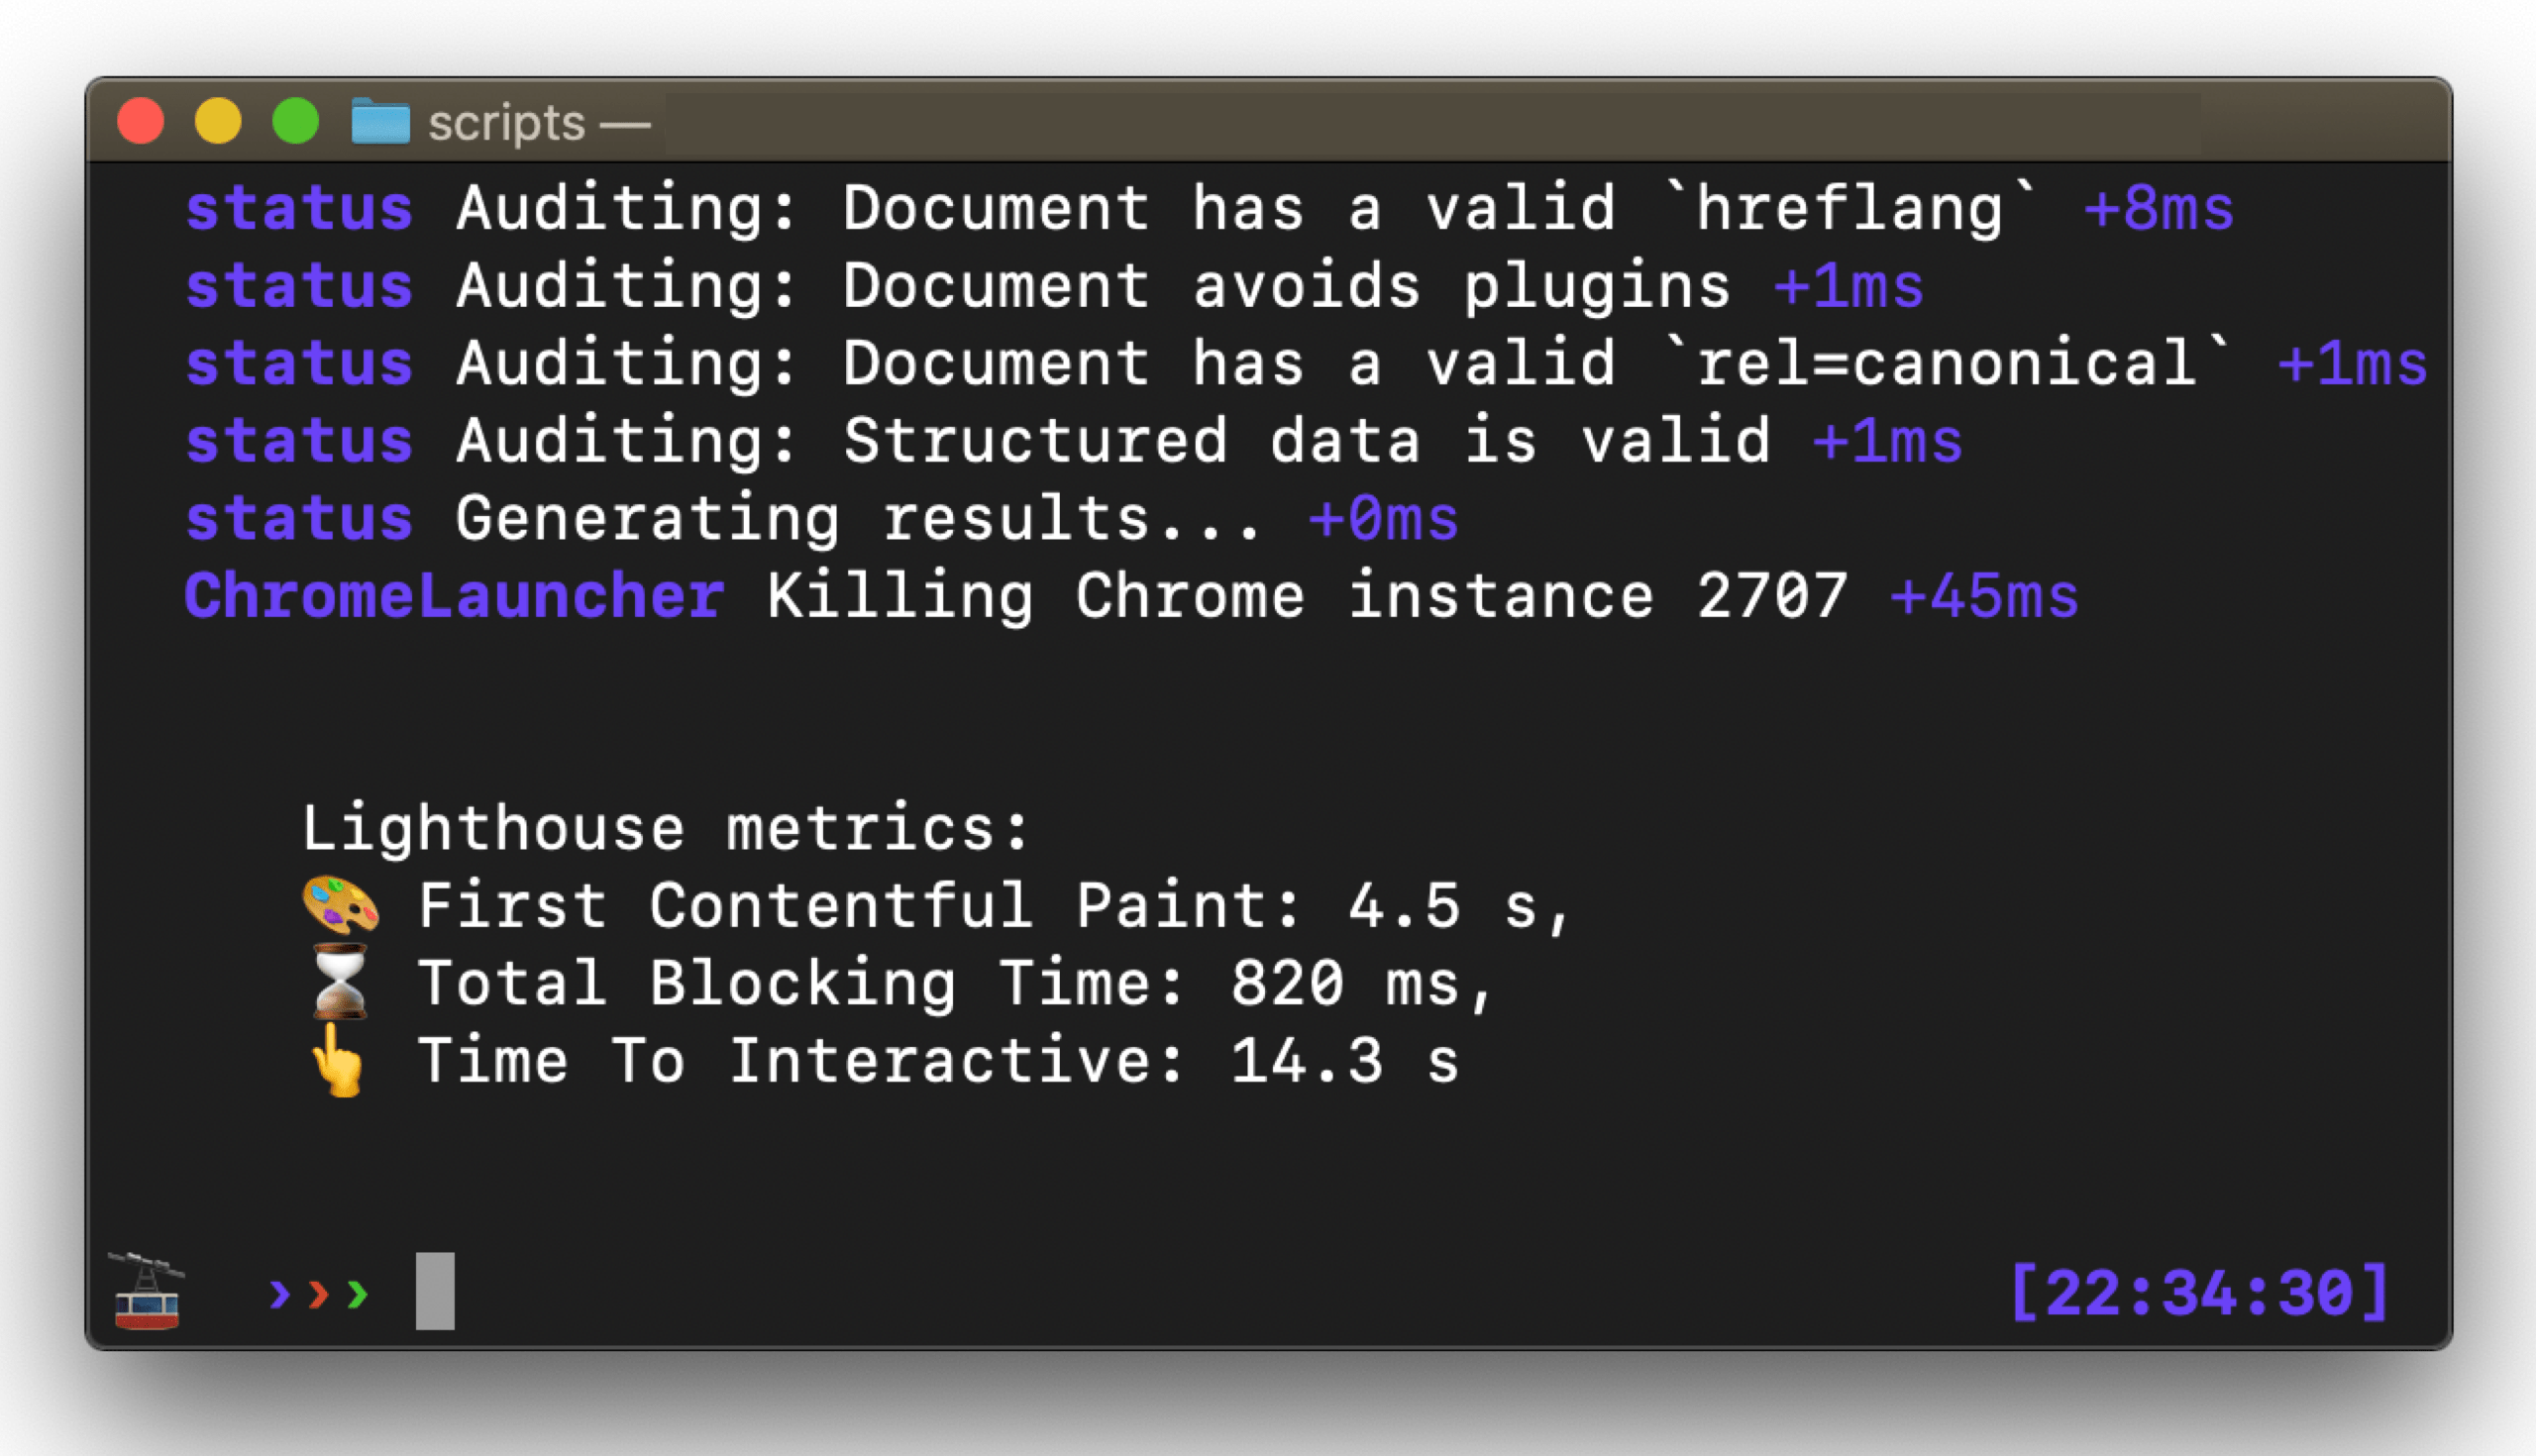 scripts —
status Auditing: Document has a valid `hreflang` +8ms
status Auditing: Document avoids plugins +1ms
status Auditing: Document has a valid `rel=canonical` +1ms
status Auditing: Structured data is valid +1ms
status Generating results... +0ms
ChromeLauncher Killing Chrome instance 2707 +45ms
Lighthouse metrics:
🎨 First Contentful Paint: 4.5 s,
⏳ Total Blocking Time: 820 ms,
👆 Time To Interactive: 14.3 s
🚡 › › › [22:34:30]